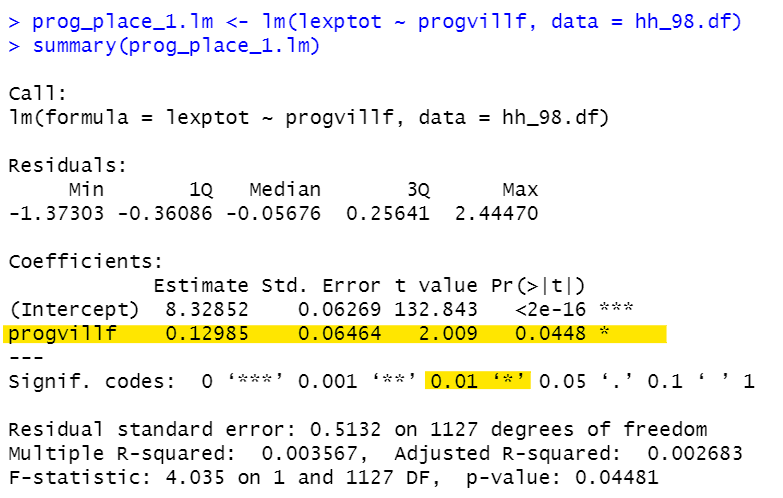 > prog_place_1.lm <- lm(lexptot ~ progvillf, data = hh_98.df)
> summary(prog_place_1.lm)
Call:
lm(formula = lexptot ~ progvillf, data = hh_98.df)
Residuals:
Min 1Q Median 3Q Max
-1.37303 -0.36086 -0.05676 0.25641 2.44470
Coefficients:
Estimate Std. Error t value Pr(>|t|)
(Intercept) 8.32852 0.06269 132.843 <2e-16 ***
progvillf 0.12985 0.06464 2.009 0.0448 *
---
Signif. codes: 0 ‘***’ 0.001 ‘**’ 0.01 ‘*’ 0.05 ‘.’ 0.1 ‘ ’ 1
Residual standard error: 0.5132 on 1127 degrees of freedom
Multiple R-squared: 0.003567, Adjusted R-squared: 0.002683
F-statistic: 4.035 on 1 and 1127 DF, p-value: 0.04481